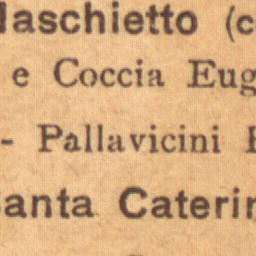 Maschietto (c
e Coccia Eug
- Pallavicini
Santa Caterin